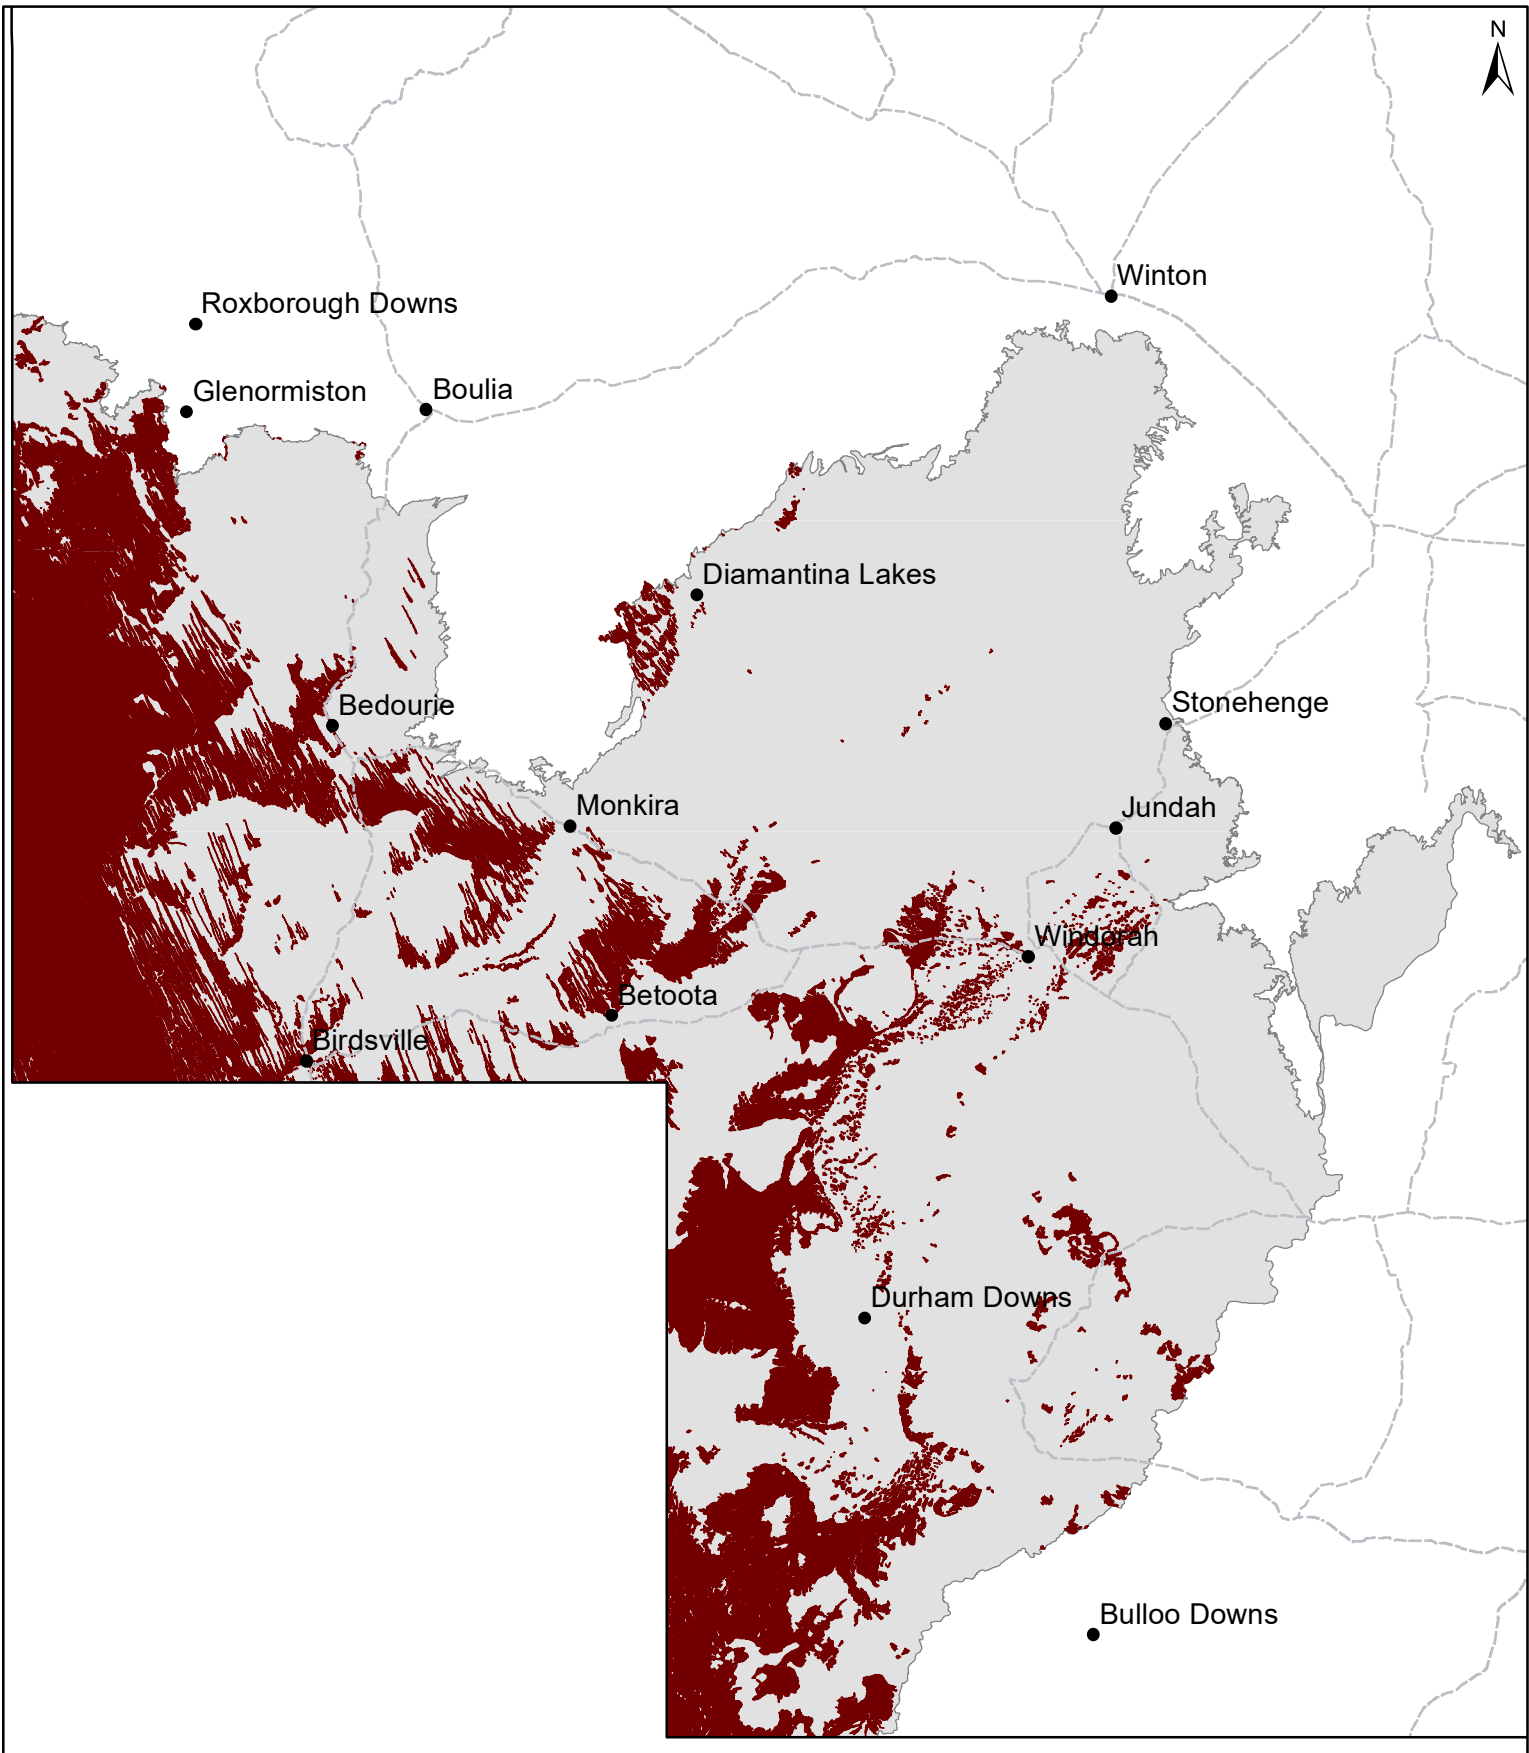 N
Winton
Roxborough Downs
Glenormiston
Boulia
Diamantina Lakes
Bedourie
Stonehenge
Monkira
Jundah
Windorah
Betoota
Birdsville
Durham Downs
Bulloo Downs